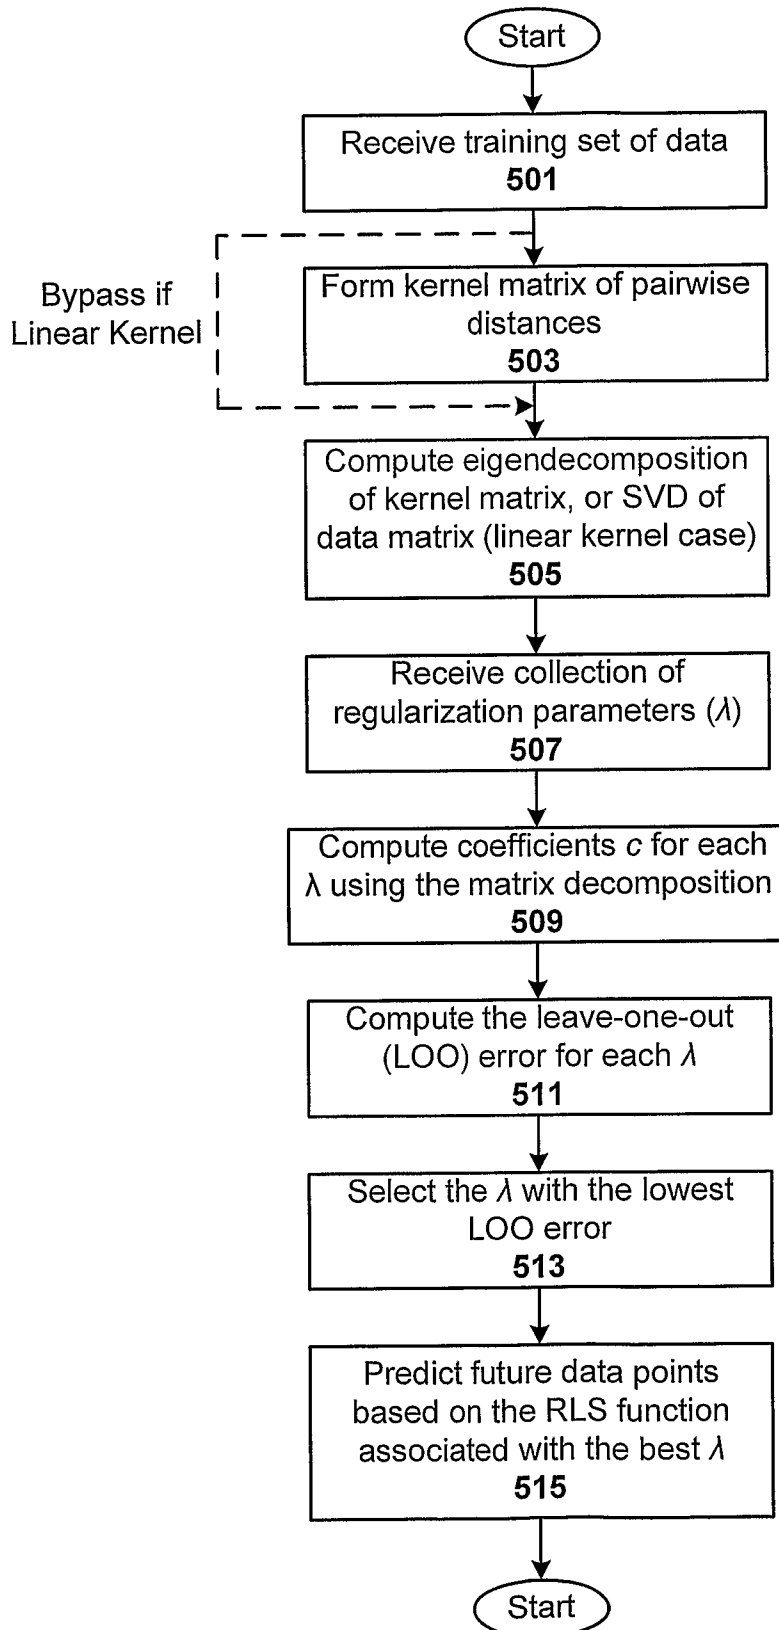 Start
Receive training set of data
501
Bypass if
Linear Kernel
Form kernel matrix of pairwise
distances
503
Compute eigendecomposition
of kernel matrix, or SVD of
data matrix (linear kernel case)
505
Receive collection of
regularization parameters (λ)
507
Compute coefficients c for each
λ using the matrix decomposition
509
Compute the leave-one-out
(LOO) error for each λ
511
Select the λ with the lowest
LOO error
513
Predict future data points
based on the RLS function
associated with the best λ
515
Start